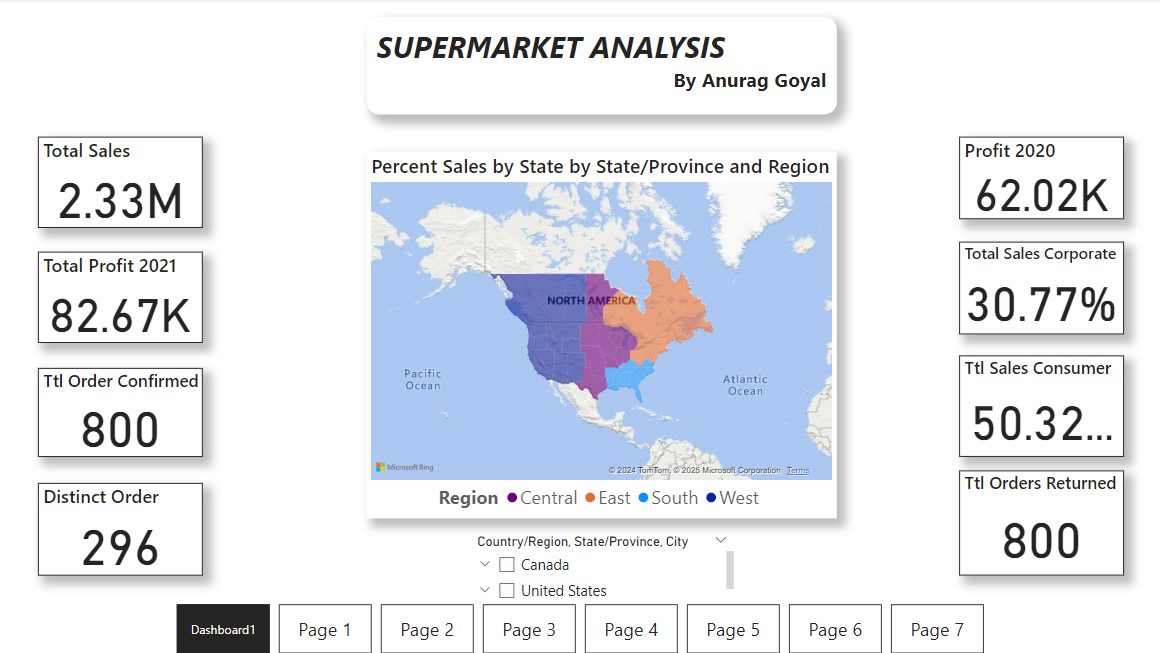 SUPERMARKET ANALYSIS
By Anurag Goyal
Total Sales
2.33M
Total Profit 2021
82.67K
Ttl Order Confirmed
800
Distinct Order
296
Percent Sales by State by State/Province and Region
NORTH AMERICA
Pacific
Ocean
Atlantic
Ocean
Microsoft Bing
© 2024 TomTom, © 2025 Microsoft Corporation Terms
Region Central East South West
Profit 2020
62.02K
Total Sales Corporate
30.77%
Ttl Sales Consumer
50.32...
Ttl Orders Returned
800
Country/Region, State/Province, City
Canada
United States
Dashboard1 Page 1 Page 2 Page 3 Page 4 Page 5 Page 6 Page 7